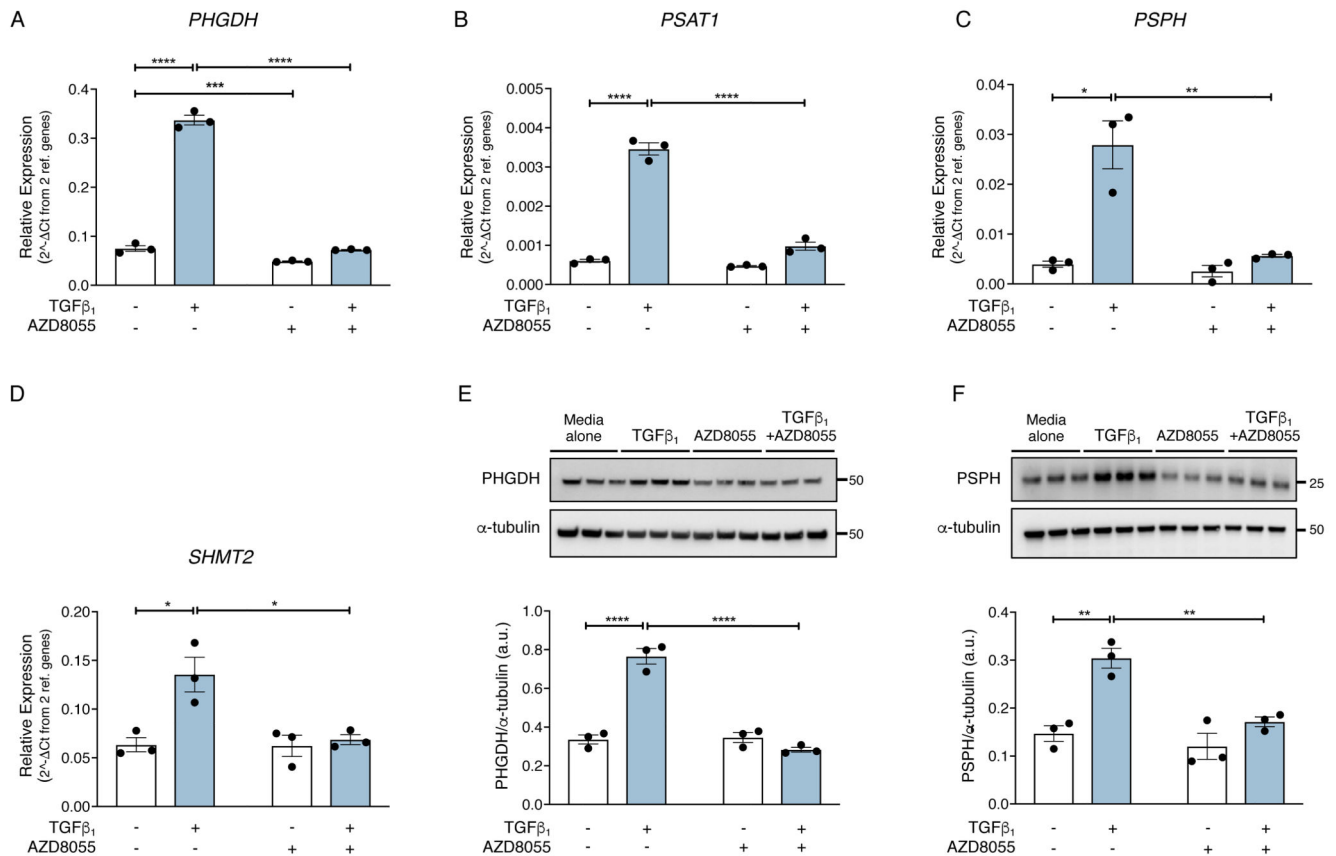 A
PHGDH
****
****
***
Relative Expression
(2^-ΔCt from 2 ref. genes)
0.4
0.3
0.2
0.1
0.0
TGFβ1 - + - +
AZD8055 - - + +
B
PSAT1
****
****
Relative Expression
(2^-ΔCt from 2 ref. genes)
0.005
0.004
0.003
0.002
0.001
0.000
TGFβ1 - + - +
AZD8055 - - + +
C
PSPH
*
**
Relative Expression
(2^-ΔCt from 2 ref. genes)
0.04
0.03
0.02
0.01
0.00
TGFβ1 - + - +
AZD8055 - - + +
D
SHMT2
*
*
Relative Expression
(2^-ΔCt from 2 ref. genes)
0.20
0.15
0.10
0.05
0.00
TGFβ1 - + - +
AZD8055 - - + +
E
Media
alone
TGFβ1
AZD8055
TGFβ1
+AZD8055
PHGDH
50
α-tubulin
50
****
****
PHGDH/α-tubulin (a.u.)
1.0
0.8
0.6
0.4
0.2
0.0
TGFβ1 - + - +
AZD8055 - - + +
F
Media
alone
TGFβ1
AZD8055
TGFβ1
+AZD8055
PSPH
25
α-tubulin
50
**
**
PSPH/α-tubulin (a.u.)
0.4
0.3
0.2
0.1
0.0
TGFβ1 - + - +
AZD8055 - - + +